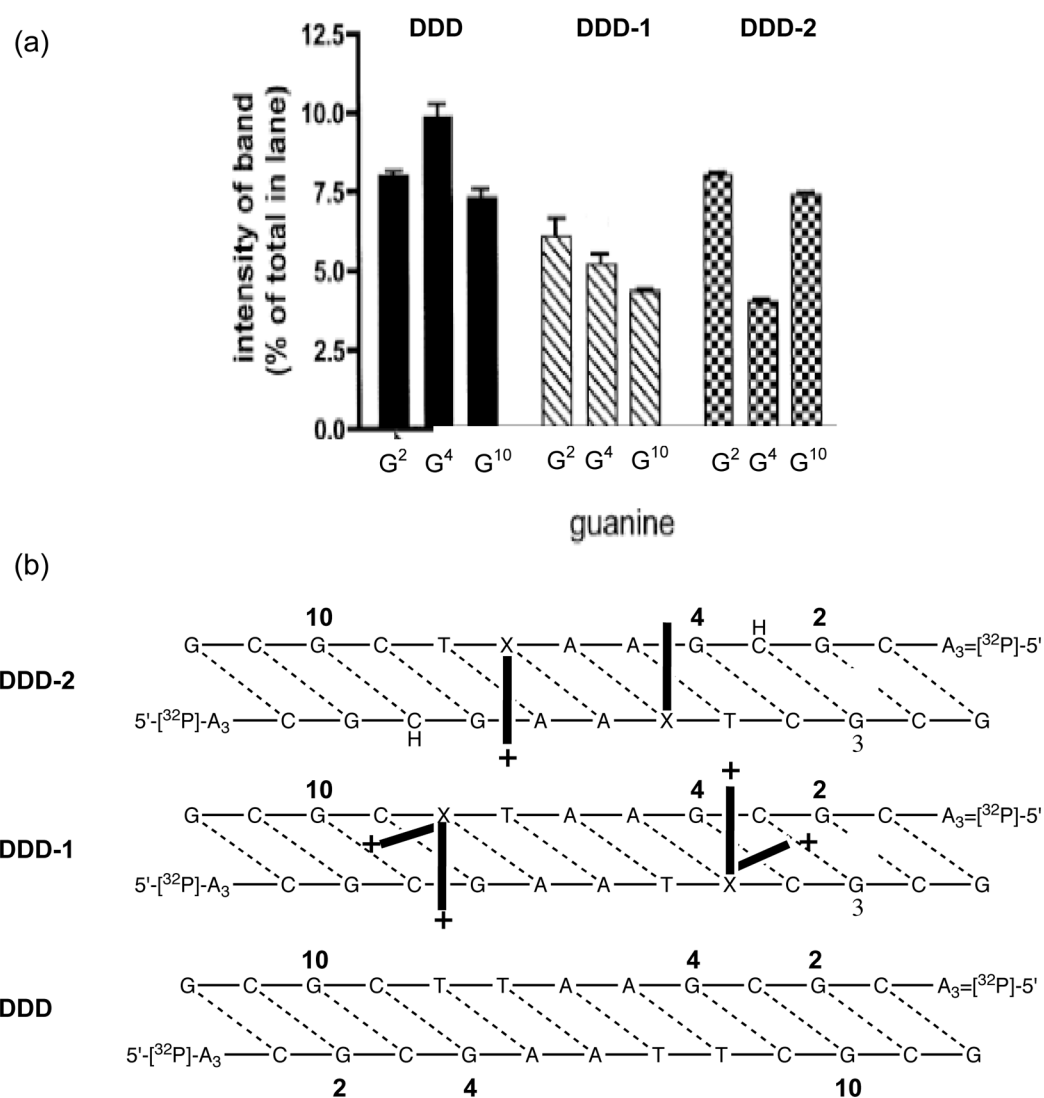 (a)
DDD DDD-1 DDD-2
intensity of band
(% of total in lane)
12.5
10.0
7.5
5.0
2.5
0.0
G² G⁴ G¹⁰ G² G⁴ G¹⁰ G² G⁴ G¹⁰
guanine
(b)
10 4 2
H
G C G C T X A A G C G C A₃=[³²P]-5'
DDD-2
5'-[³²P]-A₃ C G C G A A X T C G C G
H 3
+
+
10 4 2
G C G C X T A A G C G C A₃=[³²P]-5'
+ +
DDD-1
5'-[³²P]-A₃ C G C G A A T X C G C G
3
+
10 4 2
G C G C T T A A G C G C A₃=[³²P]-5'
DDD
5'-[³²P]-A₃ C G C G A A T T C G C G
2 4 10